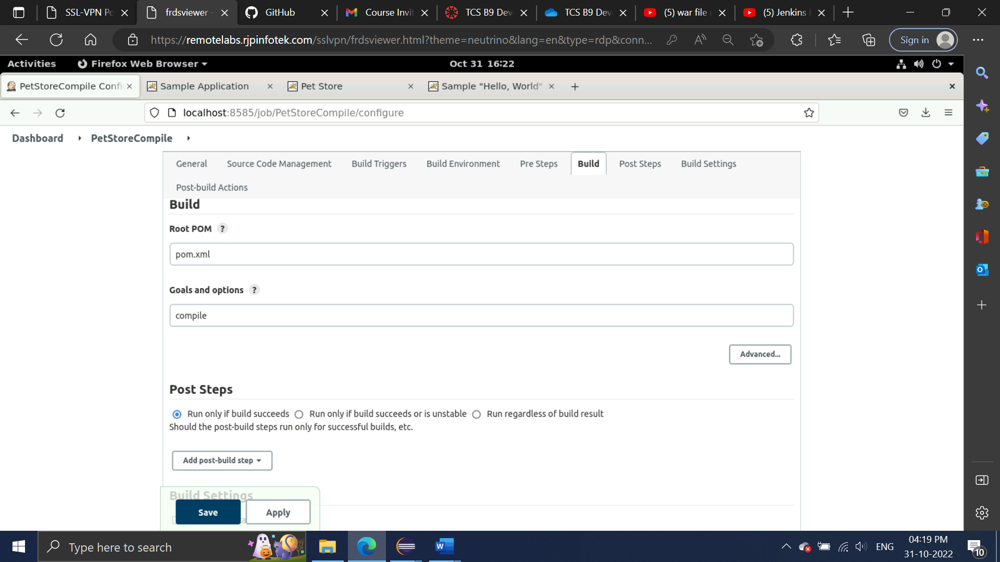 SSL-VPN Po
frdsviewer -
GitHub
Course Invit
TCS B9 Dev
TCS B9 Dev
(5) war file
(5) Jenkins
https://remotelabs.rjpinfotek.com/sslvpn/frdsviewer.html?theme=neutrino&lang=en&type=rdp&conn...
Sign in
Activities
Firefox Web Browser
Oct 31 16:22
PetStoreCompile Confi
Sample Application
Pet Store
Sample "Hello, World"
localhost:8585/job/PetStoreCompile/configure
Dashboard
PetStoreCompile
General
Source Code Management
Build Triggers
Build Environment
Pre Steps
Build
Post Steps
Build Settings
Post-build Actions
Build
Root POM ?
pom.xml
Goals and options ?
compile
Advanced...
Post Steps
Run only if build succeeds
Run only if build succeeds or is unstable
Run regardless of build result
Should the post-build steps run only for successful builds, etc.
Add post-build step
Build Settings
Save
Apply
Type here to search
ENG
04:19 PM
31-10-2022
10